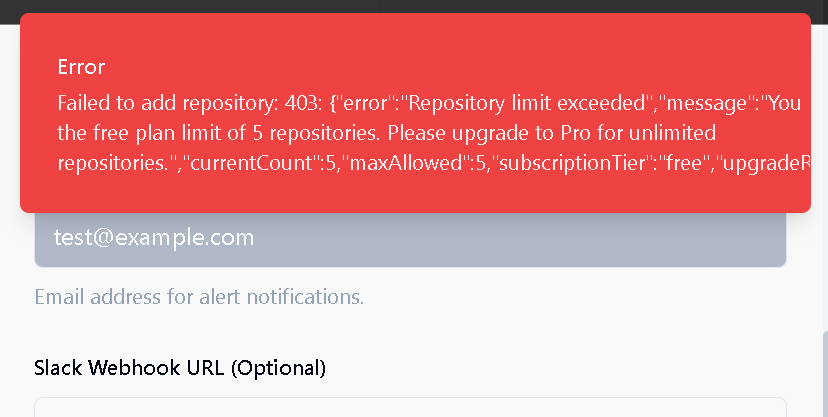 Error
Failed to add repository: 403: {"error":"Repository limit exceeded","message":"You
the free plan limit of 5 repositories. Please upgrade to Pro for unlimited
repositories.","currentCount":5,"maxAllowed":5,"subscriptionTier":"free","upgradeR
test@example.com
Email address for alert notifications.
Slack Webhook URL (Optional)